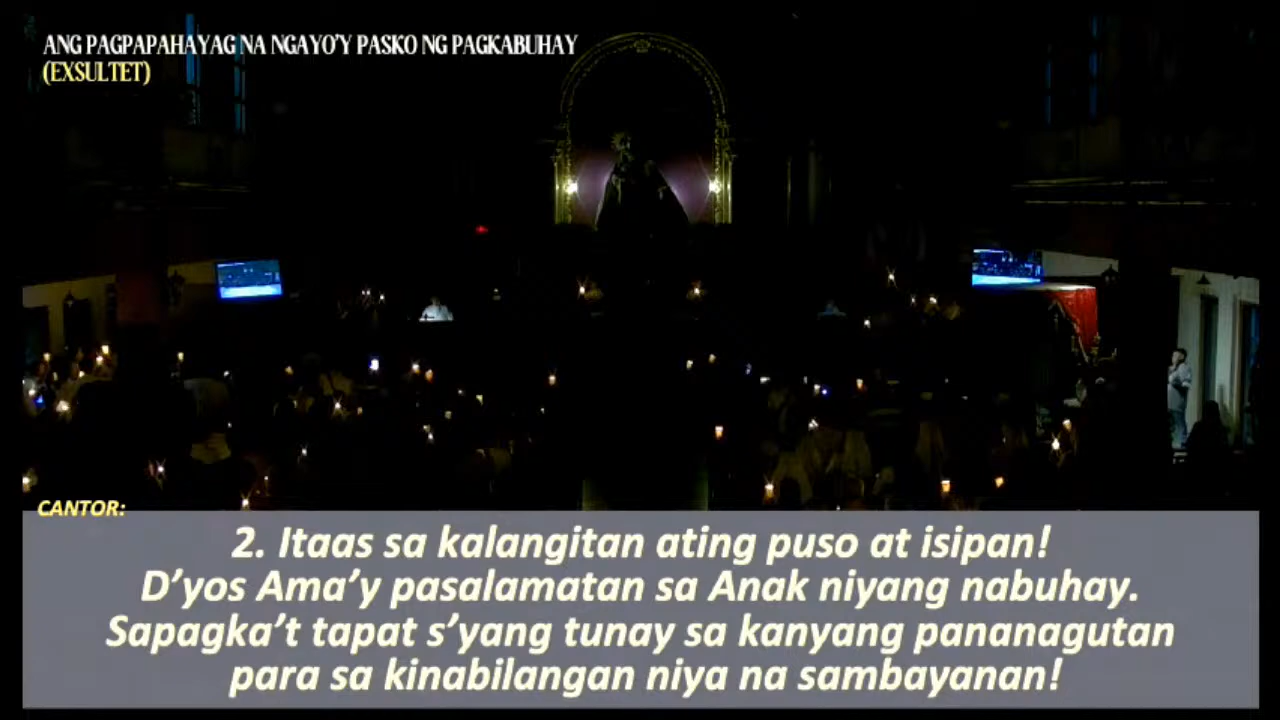 ANG PAGPAPAHAYAG NA NGAYO'Y PASKO NG PAGKABUHAY
(EXSULTET)
CANTOR:
2. Itaas sa kalangitan ating puso at isipan!
D'yos Ama'y pasalamatan sa Anak niyang nabuhay.
Sapagka't tapat s'yang tunay sa kanyang pananagutan
para sa kinabilangan niya na sambayanan!